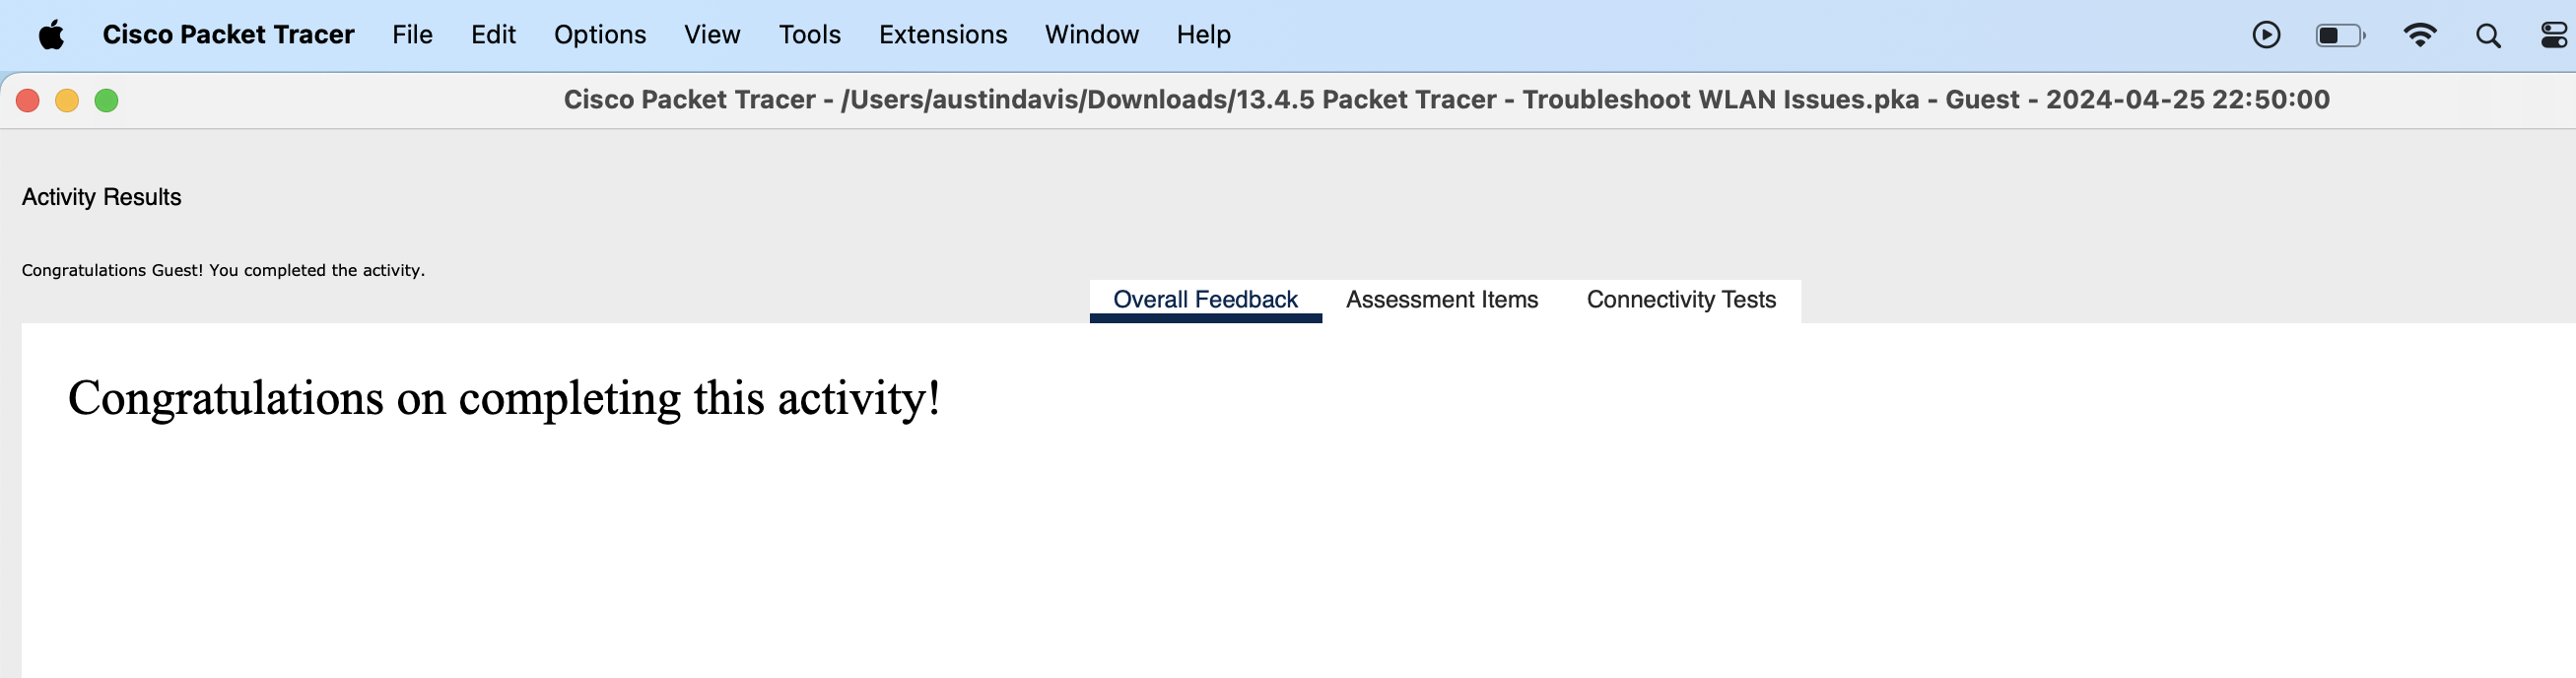 Cisco Packet Tracer File Edit Options View Tools Extensions Window Help
Cisco Packet Tracer - /Users/austindavis/Downloads/13.4.5 Packet Tracer - Troubleshoot WLAN Issues.pka - Guest - 2024-04-25 22:50:00
Activity Results
Congratulations Guest! You completed the activity.
Overall Feedback Assessment Items Connectivity Tests
Congratulations on completing this activity!